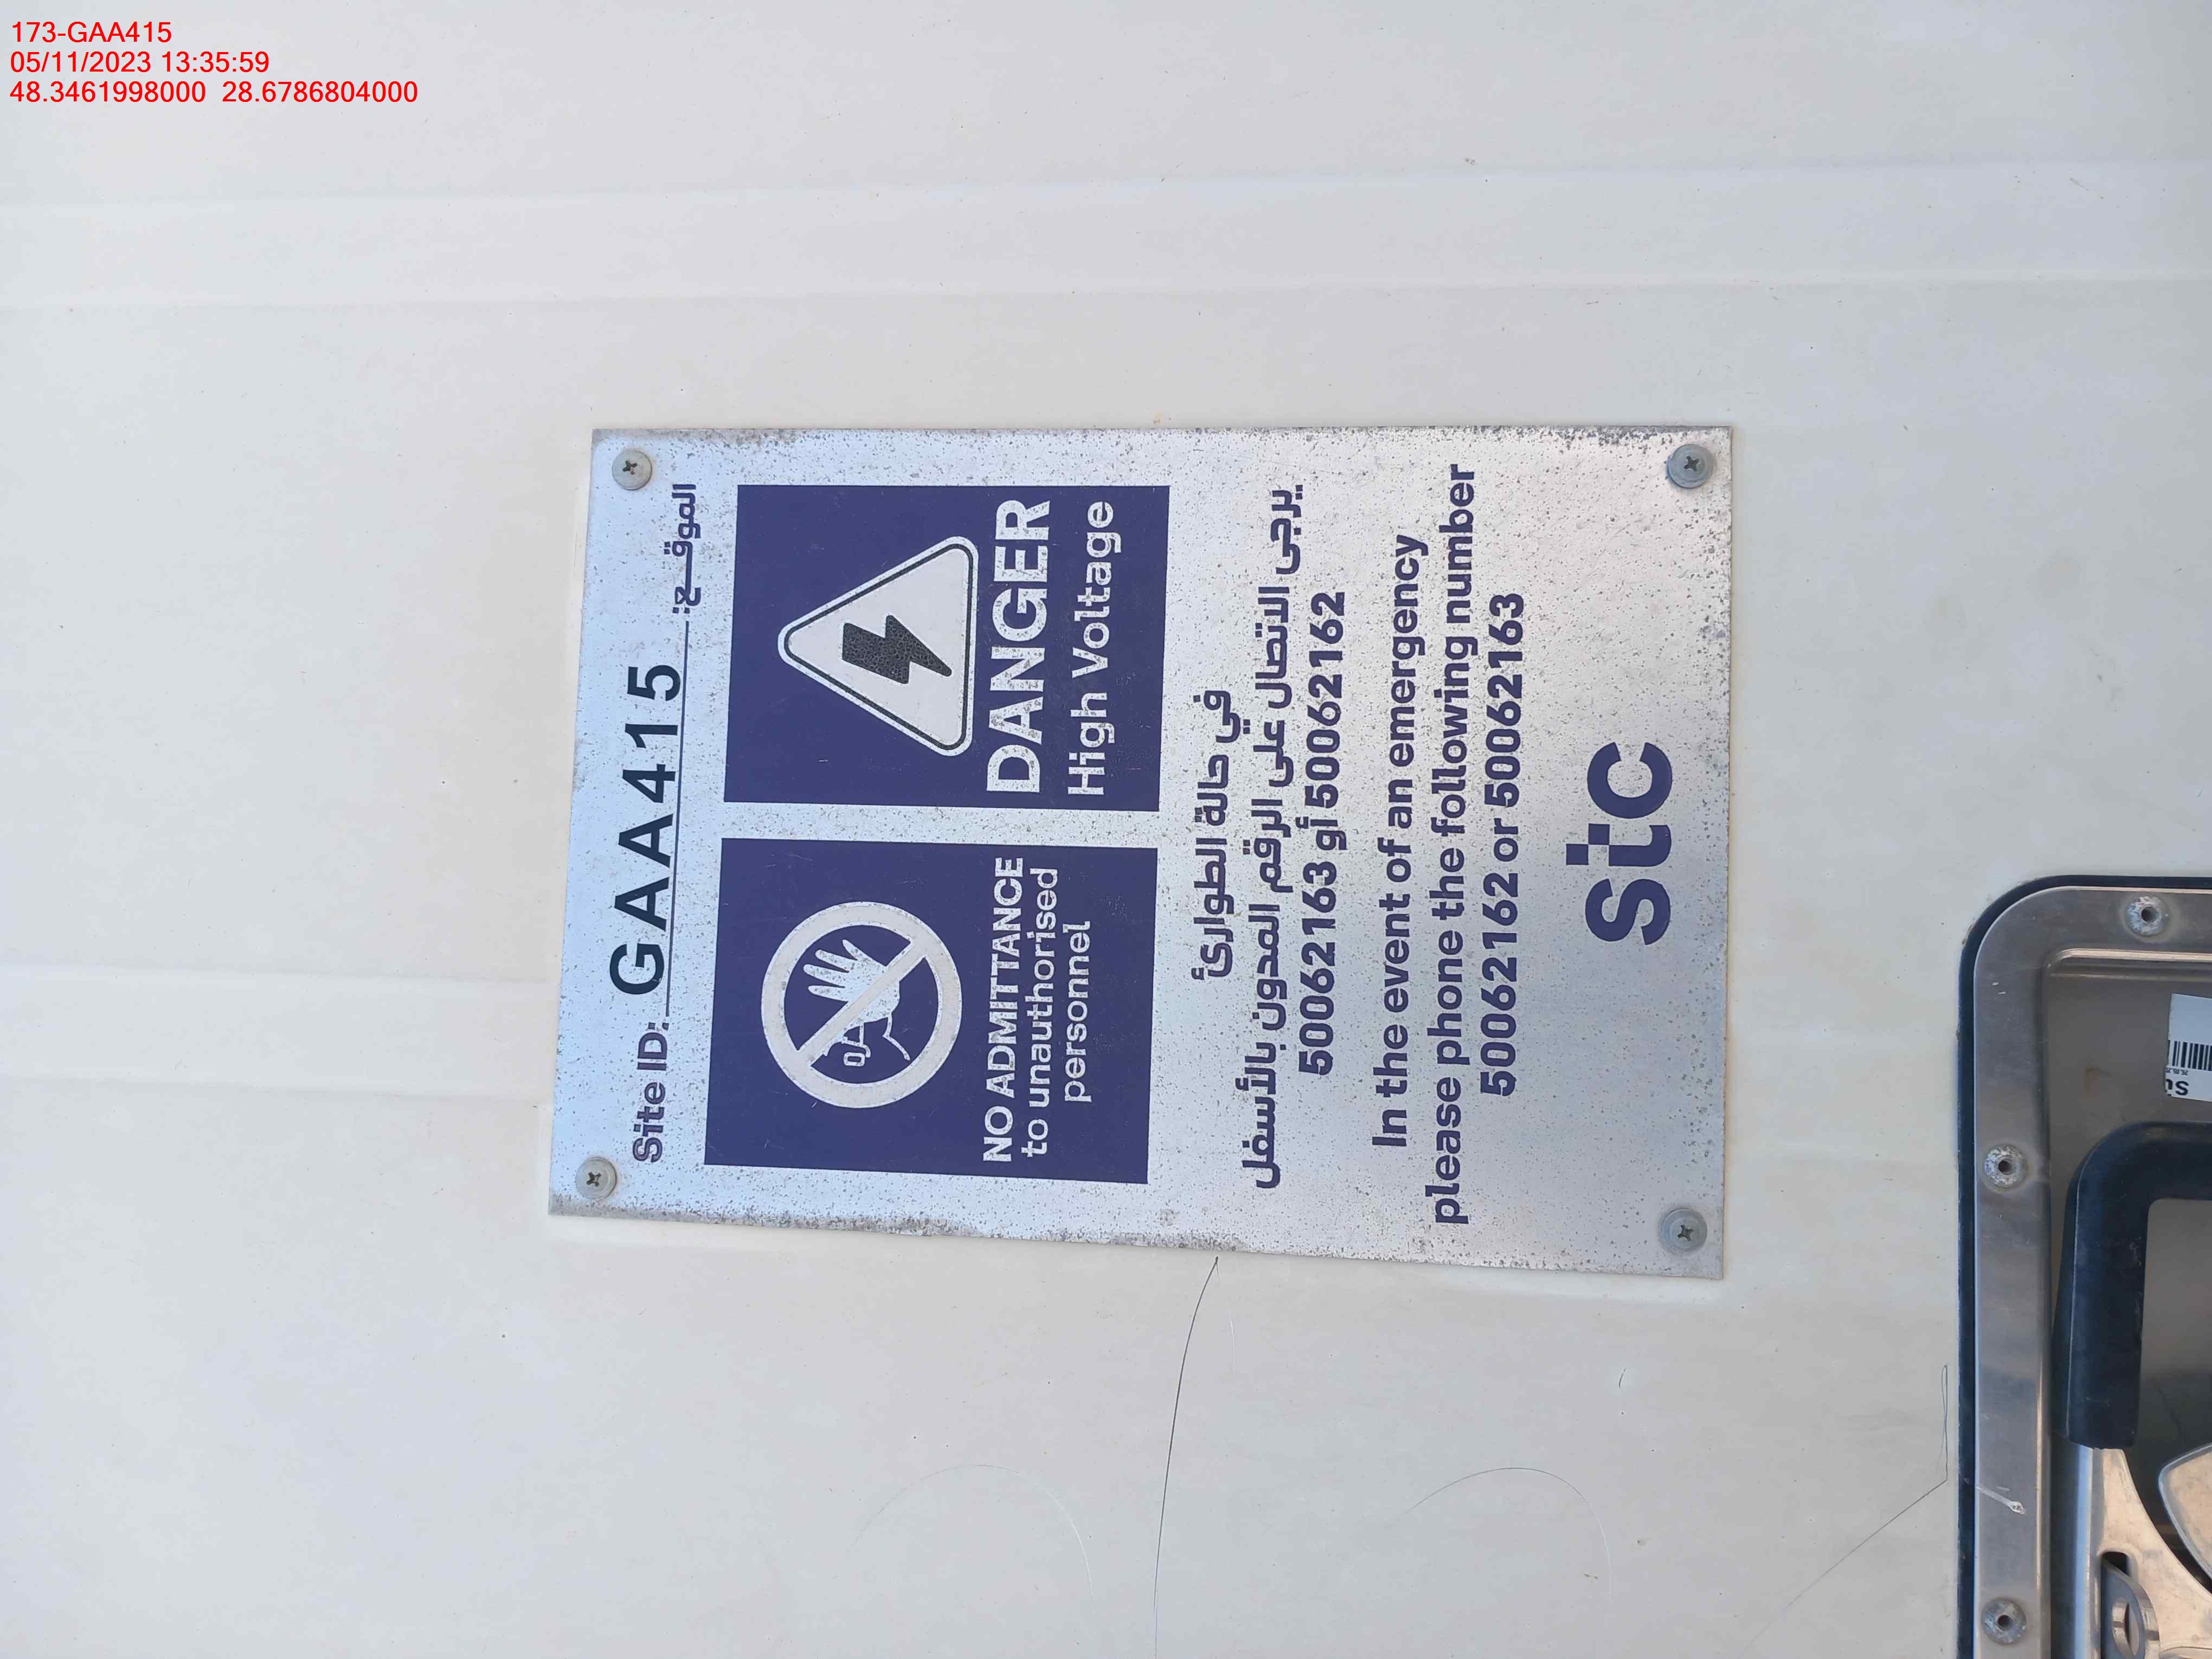 173-GAA415
05/11/2023 13:35:59
48.3461998000 28.6786804000
Site ID: GAA415 الموقـــع:
NO ADMITTANCE
to unauthorised
personnel
DANGER
High Voltage
في حالة الطوارئ
يرجى الاتصال على الرقم المدون بالأسفل
50062163 أو 50062162
In the event of an emergency
please phone the following number
50062162 or 50062163
stc